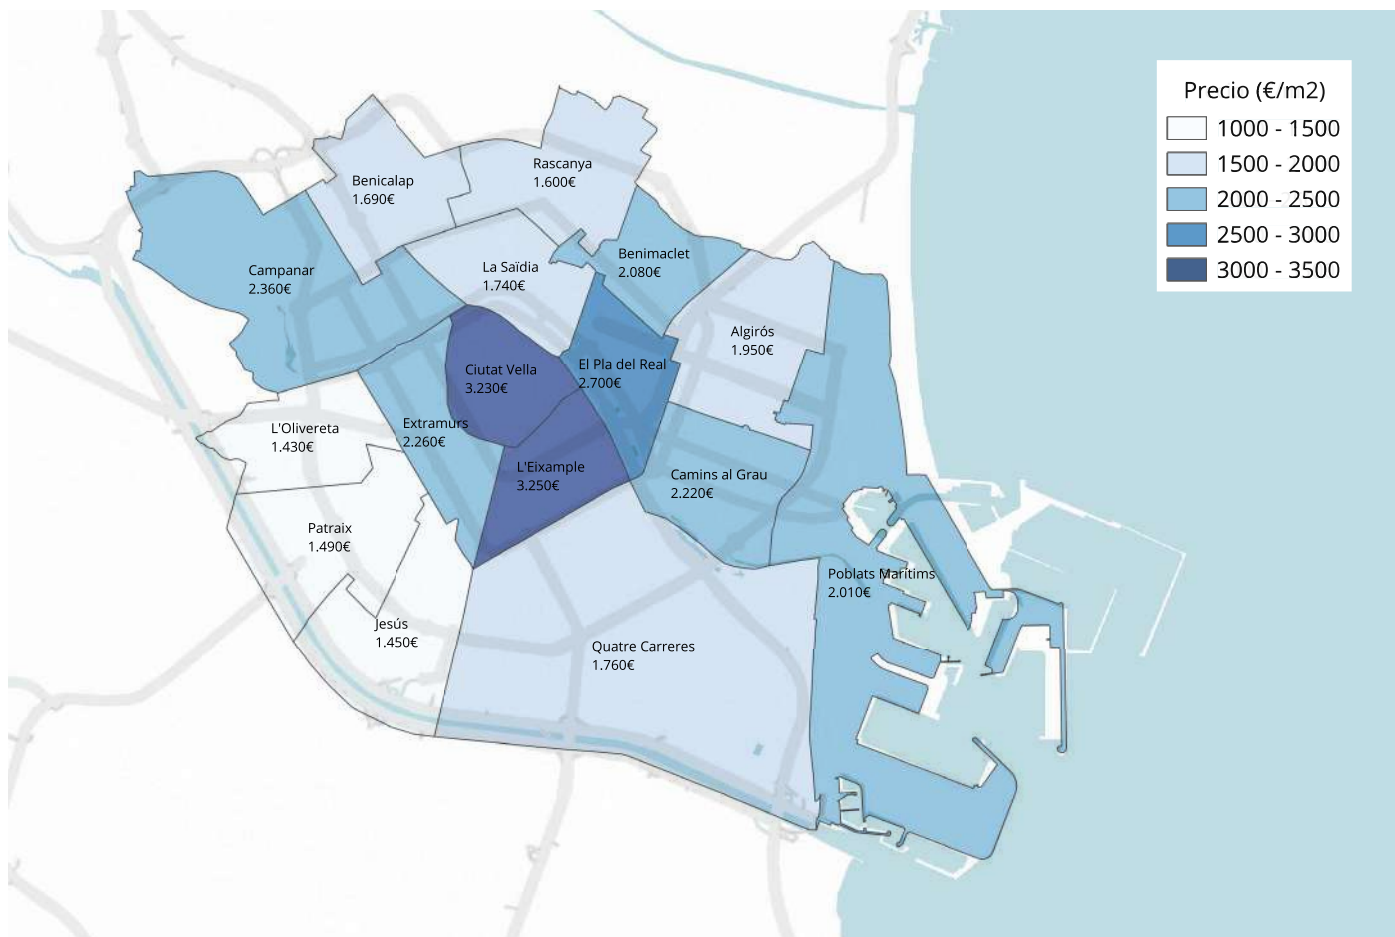 Precio (€/m2)
1000 - 1500
1500 - 2000
2000 - 2500
2500 - 3000
3000 - 3500
Rascanya
1.600€
Benicalap
1.690€
Benimaclet
2.080€
La Saïdia
1.740€
Campanar
2.360€
Algirós
1.950€
El Pla del Real
2.700€
Ciutat Vella
3.230€
Extramurs
2.260€
L'Olivereta
1.430€
L'Eixample
3.250€
Camins al Grau
2.220€
Patraix
1.490€
Poblats Marítims
2.010€
Jesús
1.450€
Quatre Carreres
1.760€